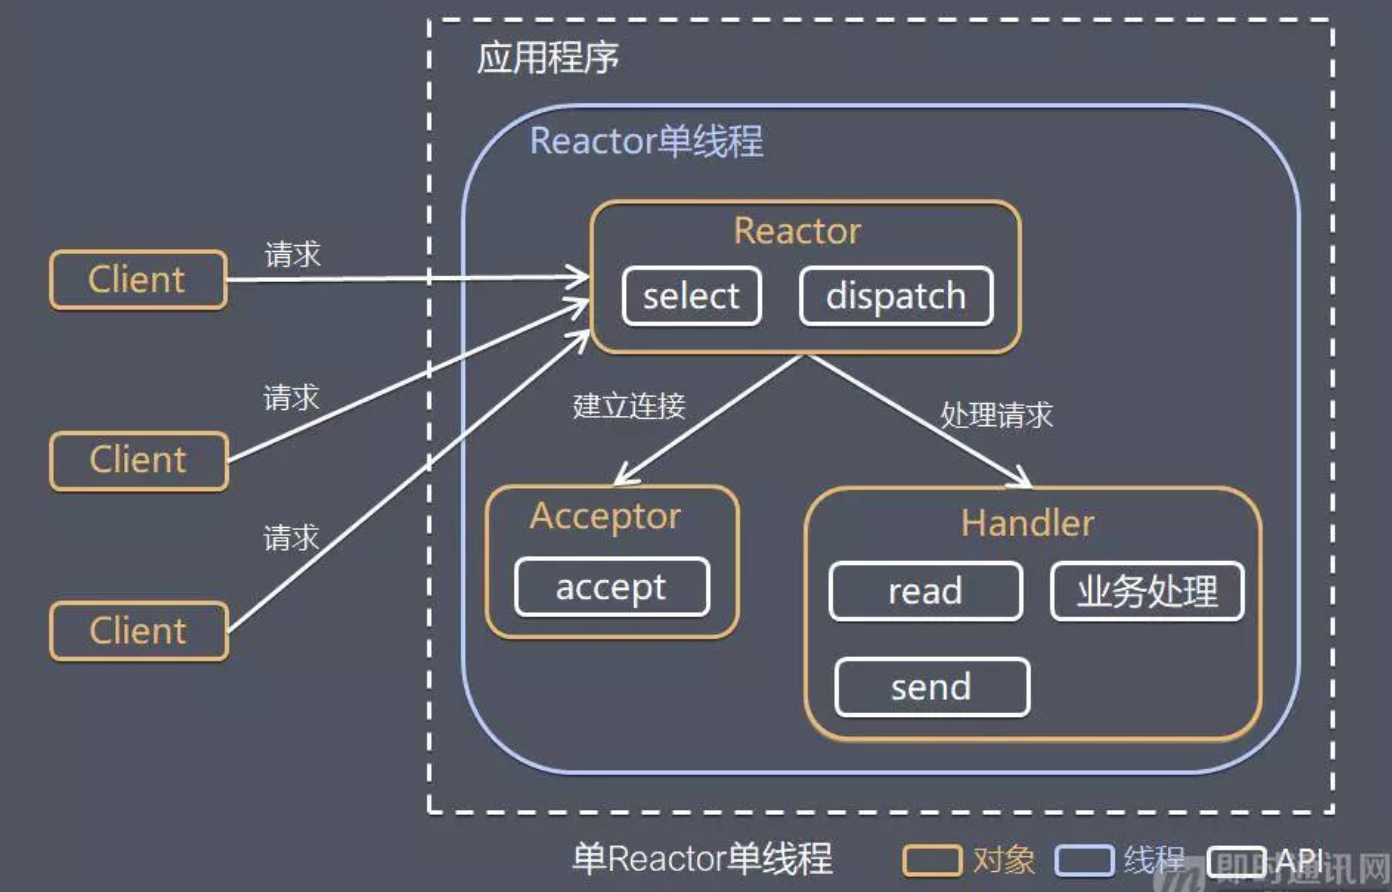 应用程序
Reactor单线程
Reactor
select
dispatch
Client
请求
Client
请求
Client
请求
建立连接
处理请求
Acceptor
accept
Handler
read
业务处理
send
单Reactor单线程
对象
线程
API
即时通讯网